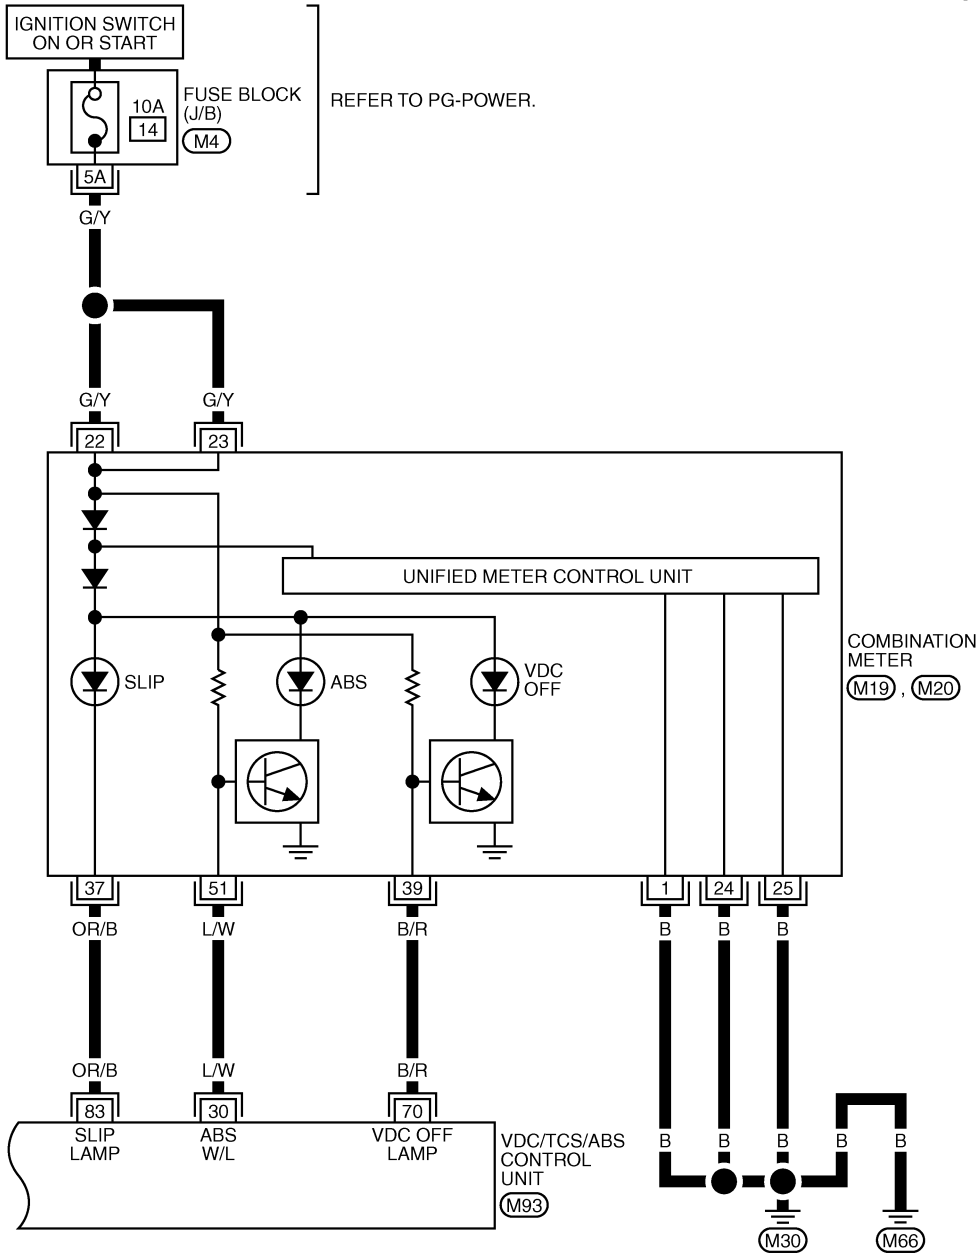 IGNITION SWITCH
ON OR START
10A
14
FUSE BLOCK
(J/B)
M4
REFER TO PG-POWER.
5A
G/Y
G/Y
G/Y
22
23
UNIFIED METER CONTROL UNIT
COMBINATION
METER
M19 , M20
SLIP
ABS
VDC
OFF
37
51
39
1
24
25
OR/B
L/W
B/R
B
B
B
OR/B
L/W
B/R
83
30
70
SLIP
LAMP
ABS
W/L
VDC OFF
LAMP
VDC/TCS/ABS
CONTROL
UNIT
M93
B
B
B
B
B
M30
M66